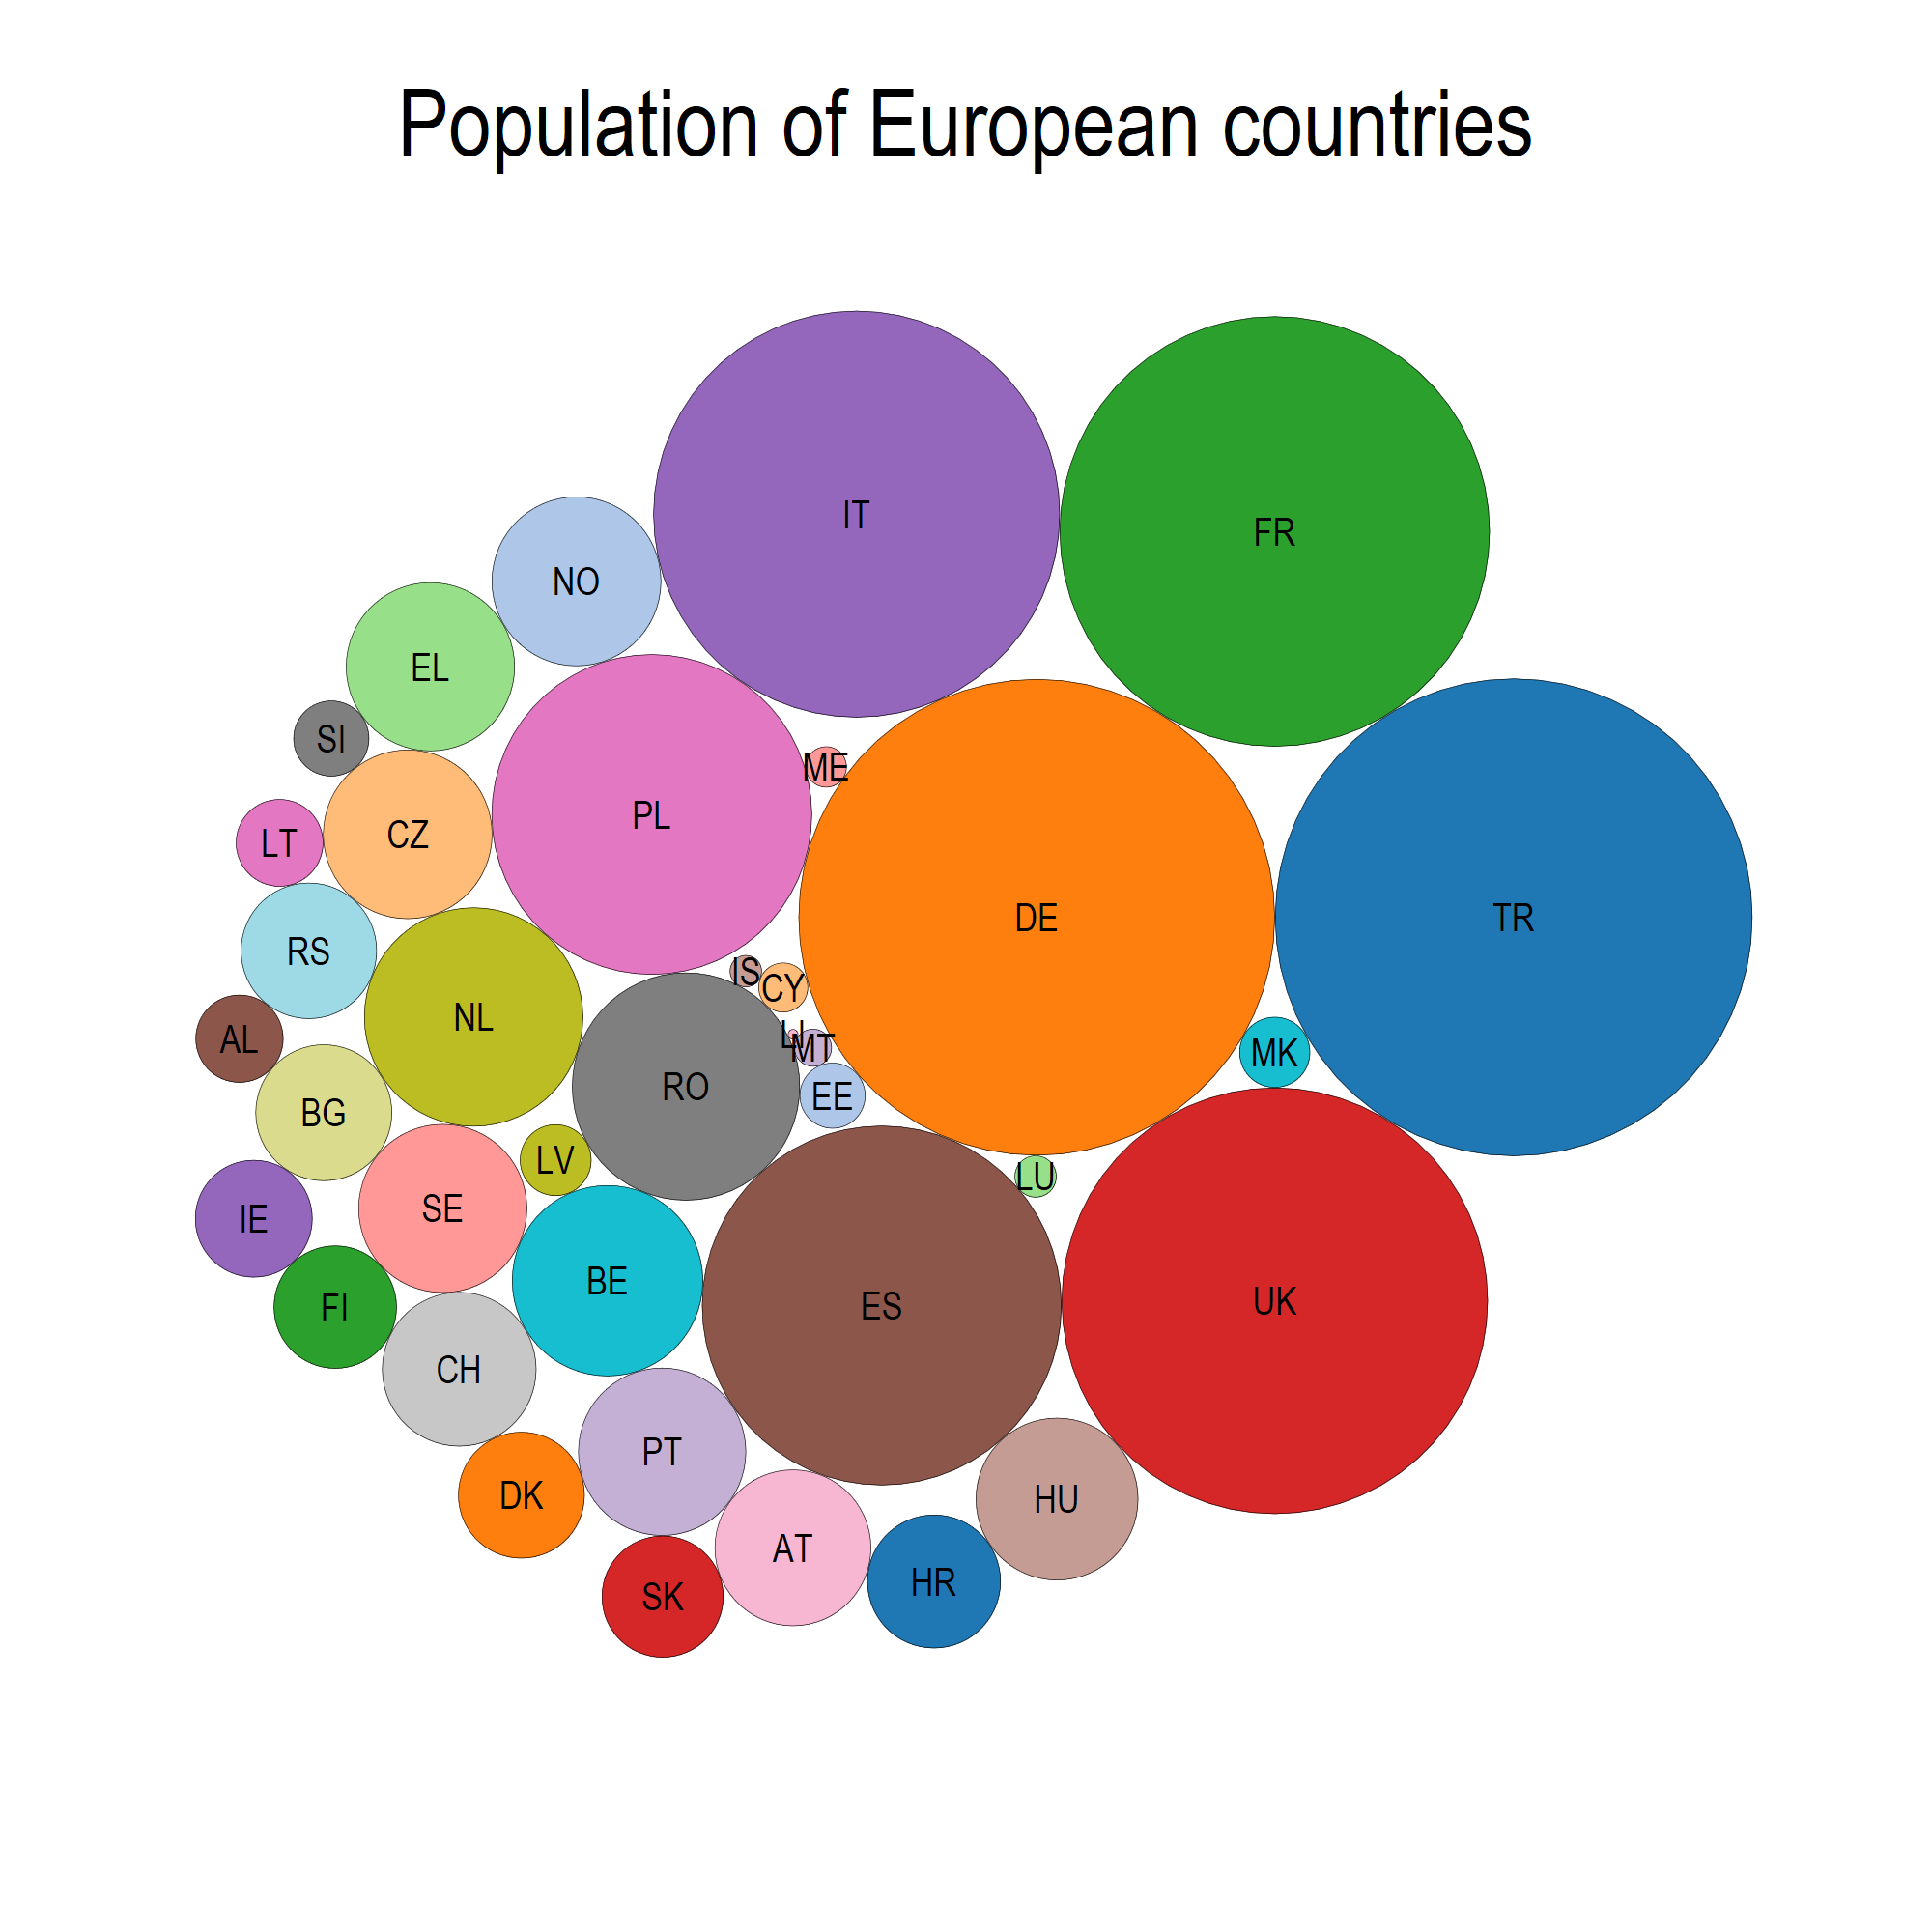 Population of European countries
IT
FR
NO
EL
SI
ME
PL
CZ
LT
DE
TR
RS
IS
CY
NL
LI
MT
AL
MK
RO
EE
BG
LV
LU
SE
IE
BE
UK
ES
FI
CH
PT
DK
HU
AT
HR
SK